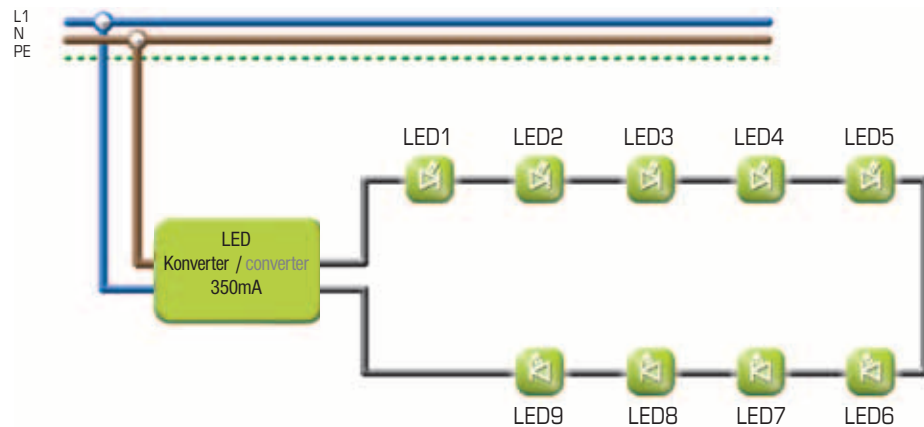 L1
N
PE
LED1 LED2 LED3 LED4 LED5
LED
Konverter / converter
350mA
LED9 LED8 LED7 LED6